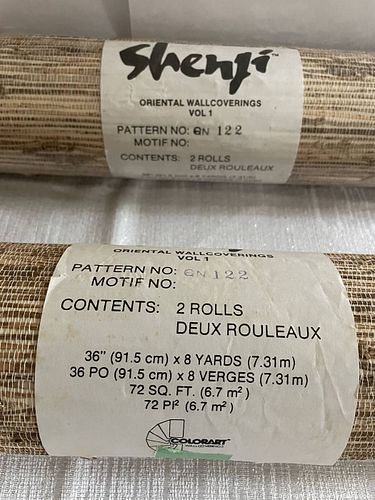 Shenfi™
ORIENTAL WALLCOVERINGS
VOL 1
PATTERN NO: GN 122
MOTIF NO:
CONTENTS: 2 ROLLS
DEUX ROULEAUX
ORIENTAL WALLCOVERINGS
VOL 1
PATTERN NO: GN 122
MOTIF NO:
CONTENTS: 2 ROLLS
DEUX ROULEAUX
36" (91.5 cm) x 8 YARDS (7.31m)
36 PO (91.5 cm) x 8 VERGES (7.31m)
72 SQ. FT. (6.7 m²)
72 PI² (6.7 m²)
COLORART
WALLCOVERINGS